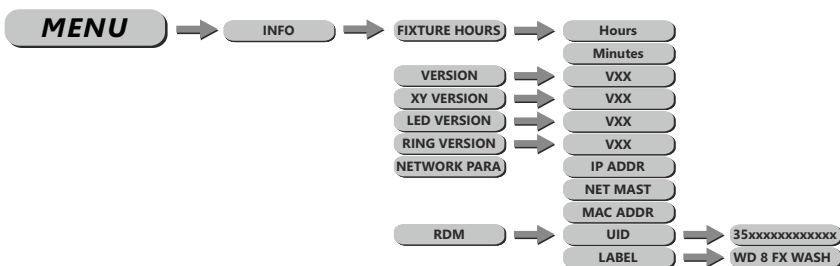 MENU INFO FIXTURE HOURS Hours
Minutes
VERSION VXX
XY VERSION VXX
LED VERSION VXX
RING VERSION VXX
NETWORK PARA IP ADDR
NET MAST
MAC ADDR
RDM UID 35xxxxxxxxxxxx
LABEL WD 8 FX WASH